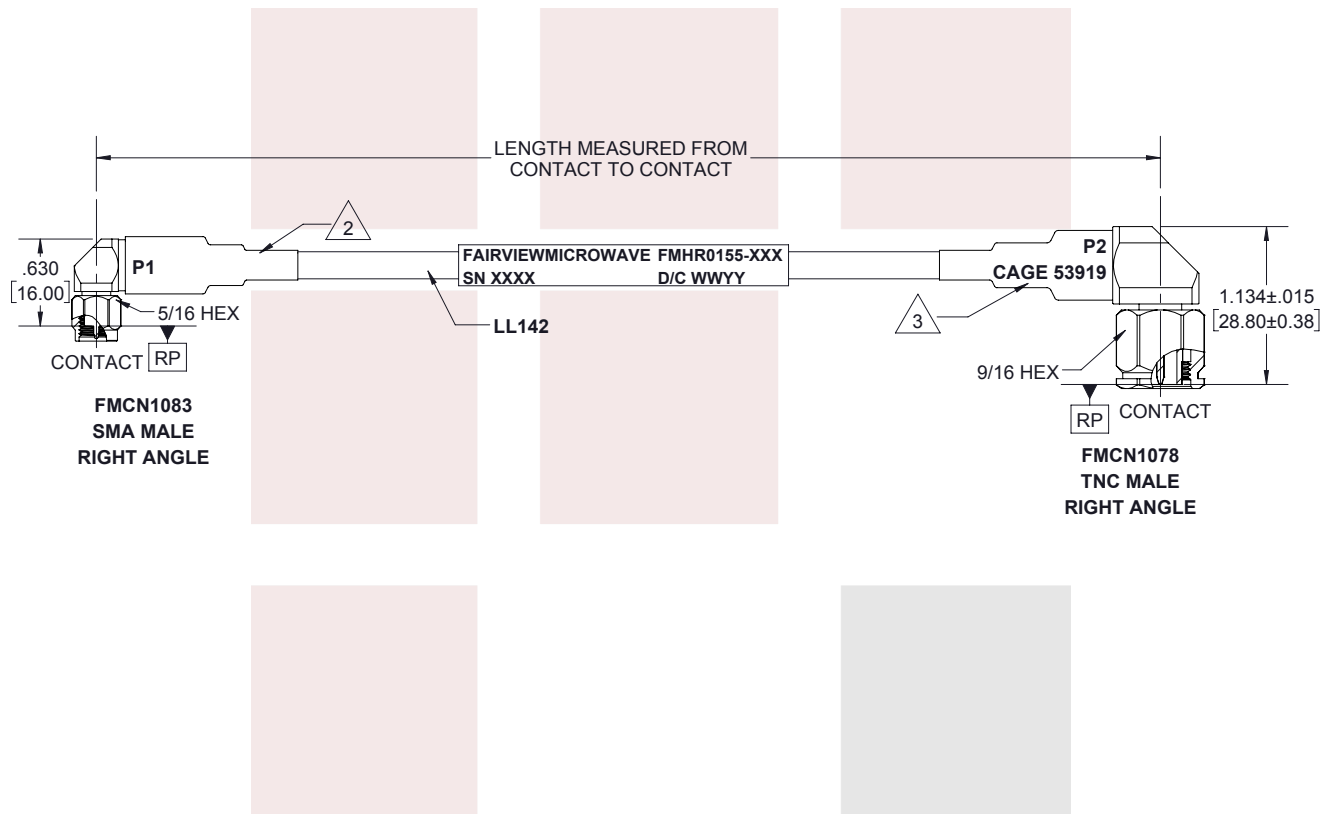 LENGTH MEASURED FROM
CONTACT TO CONTACT
2
P1
.630
[16.00]
5/16 HEX
CONTACT
RP
FMCN1083
SMA MALE
RIGHT ANGLE
FAIRVIEWMICROWAVE FMHR0155-XXX
SN XXXX D/C WWYY
LL142
P2
CAGE 53919
3
1.134±.015
[28.80±0.38]
9/16 HEX
RP
CONTACT
FMCN1078
TNC MALE
RIGHT ANGLE